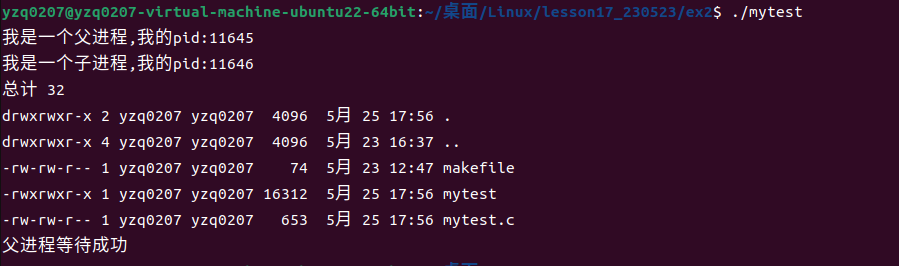 yzq0207@yzq0207-virtual-machine-ubuntu22-64bit:~/桌面/Linux/lesson17_230523/ex2$ ./mytest
我是一个父进程,我的pid:11645
我是一个子进程,我的pid:11646
总计 32
drwxrwxr-x 2 yzq0207 yzq0207  4096  5月 25 17:56 .
drwxrwxr-x 4 yzq0207 yzq0207  4096  5月 23 16:37 ..
-rw-rw-r-- 1 yzq0207 yzq0207    74  5月 23 12:47 makefile
-rwxrwxr-x 1 yzq0207 yzq0207 16312  5月 25 17:56 mytest
-rw-rw-r-- 1 yzq0207 yzq0207   653  5月 25 17:56 mytest.c
父进程等待成功